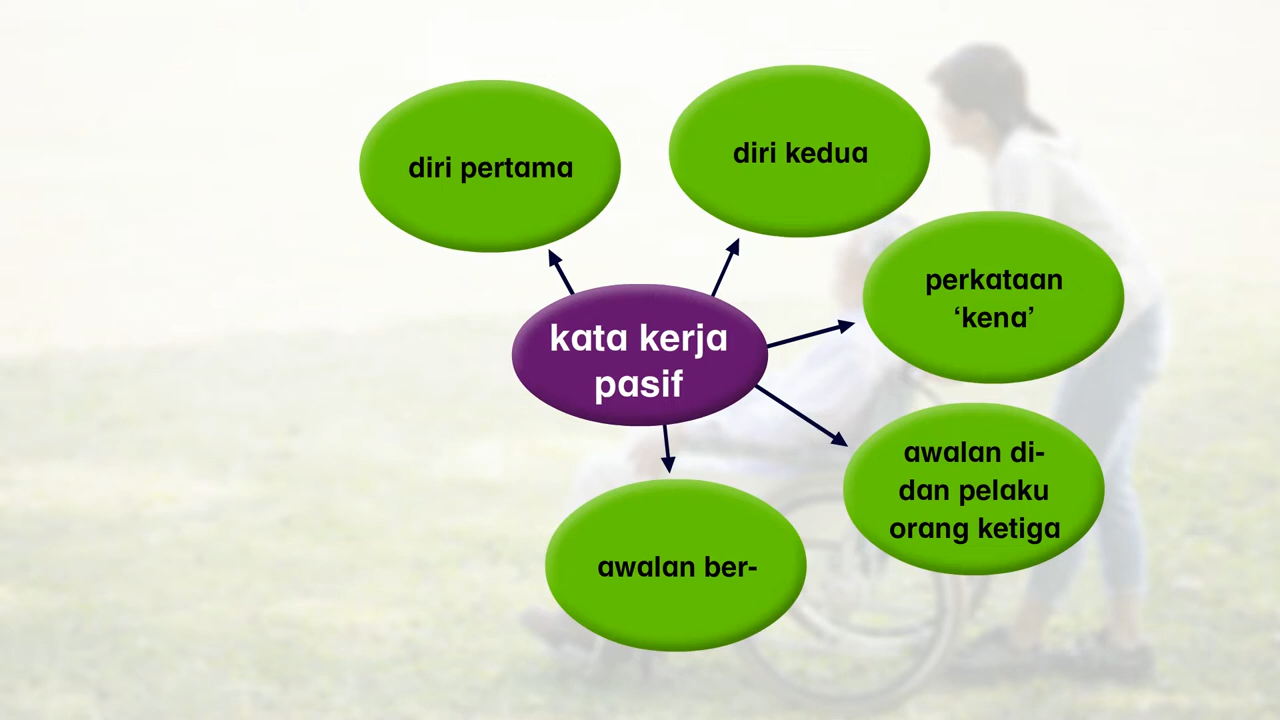 diri pertama
diri kedua
perkataan
‘kena’
kata kerja
pasif
awalan di-
dan pelaku
orang ketiga
awalan ber-